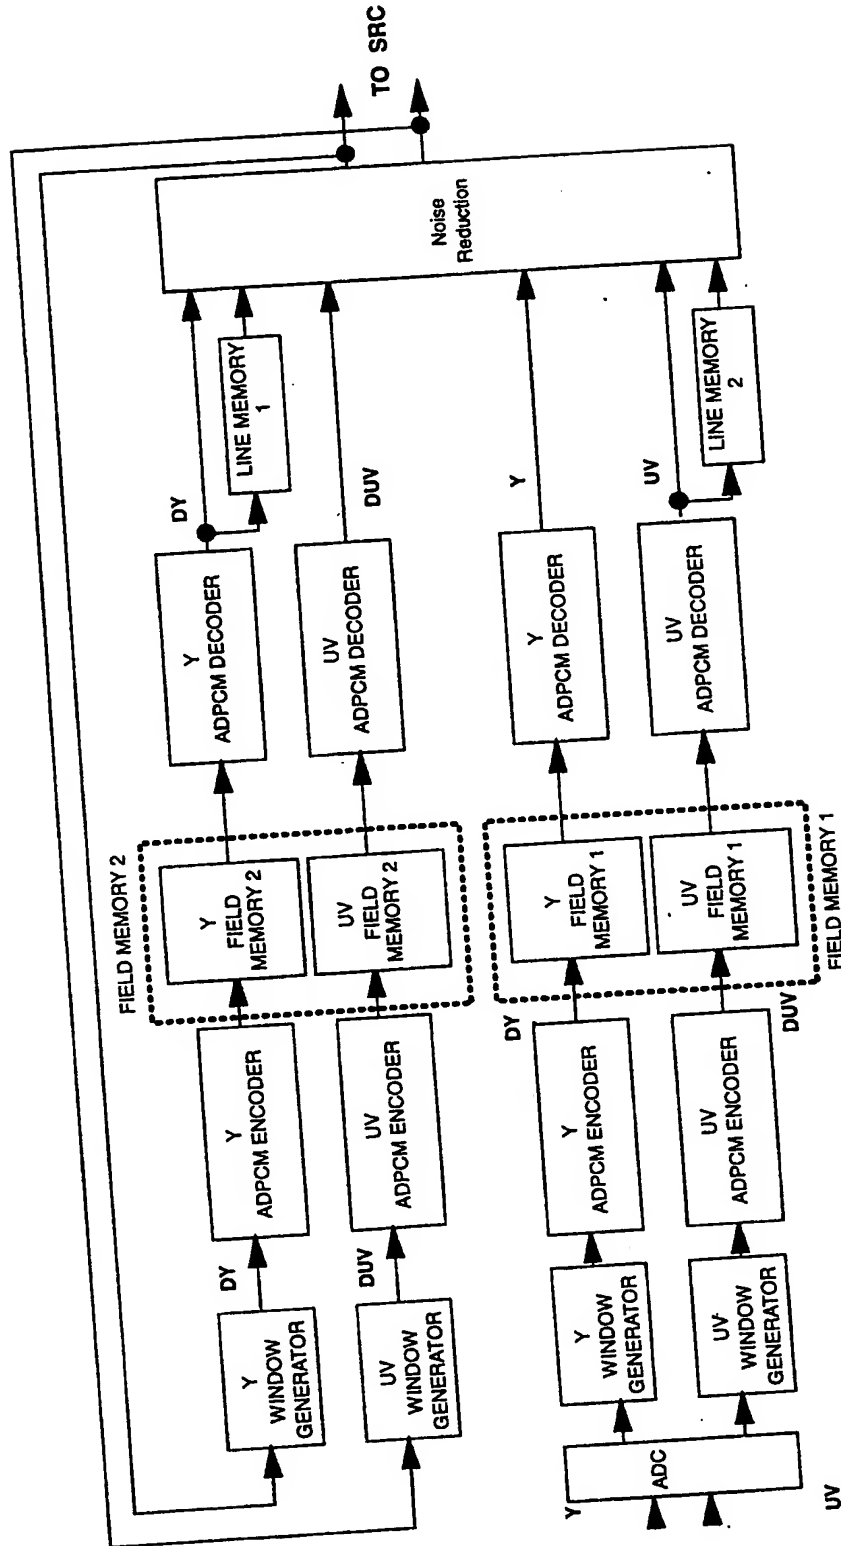 TO SRC
Noise
Reduction
DY
LINE MEMORY
1
DUV
Y
UV
LINE MEMORY
2
Y
ADPCM DECODER
UV
ADPCM DECODER
Y
ADPCM DECODER
UV
ADPCM DECODER
FIELD MEMORY 2
Y
FIELD
MEMORY 2
UV
FIELD
MEMORY 2
Y
FIELD
MEMORY 1
UV
FIELD
MEMORY 1
FIELD MEMORY 1
Y
ADPCM ENCODER
UV
ADPCM ENCODER
DY
Y
ADPCM ENCODER
UV
ADPCM ENCODER
DUV
DY
DUV
Y
WINDOW
GENERATOR
UV
WINDOW
GENERATOR
Y
WINDOW
GENERATOR
UV
WINDOW
GENERATOR
ADC
Y
UV